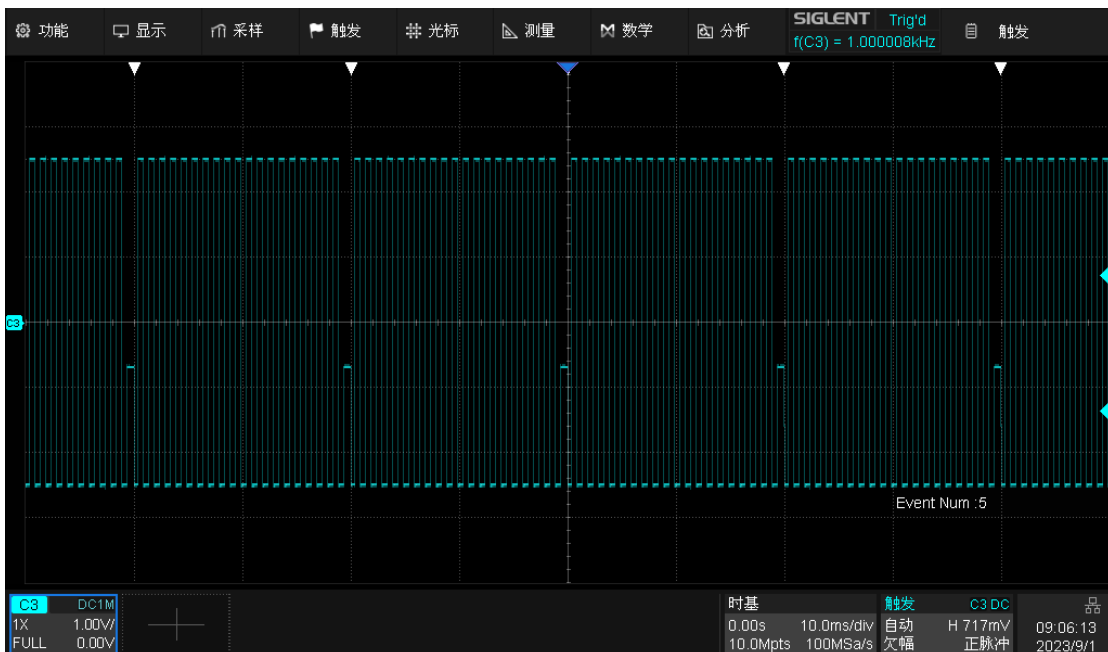 功能 显示 采样 触发 光标 测量 数学 分析 SIGLENT Trig'd 触发
f(C3) = 1.000008kHz
C3
Event Num :5
C3 DC1M
1X 1.00V/
FULL 0.00V
时基
0.00s 10.0ms/div
10.0Mpts 100MSa/s
触发 C3 DC
自动 H 717mV
欠幅 正脉冲
09:06:13
2023/9/1